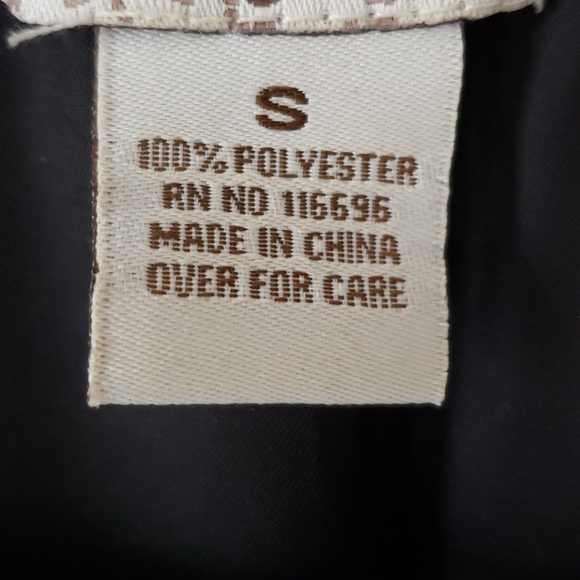 S
100% POLYESTER
RN NO 116696
MADE IN CHINA
OVER FOR CARE